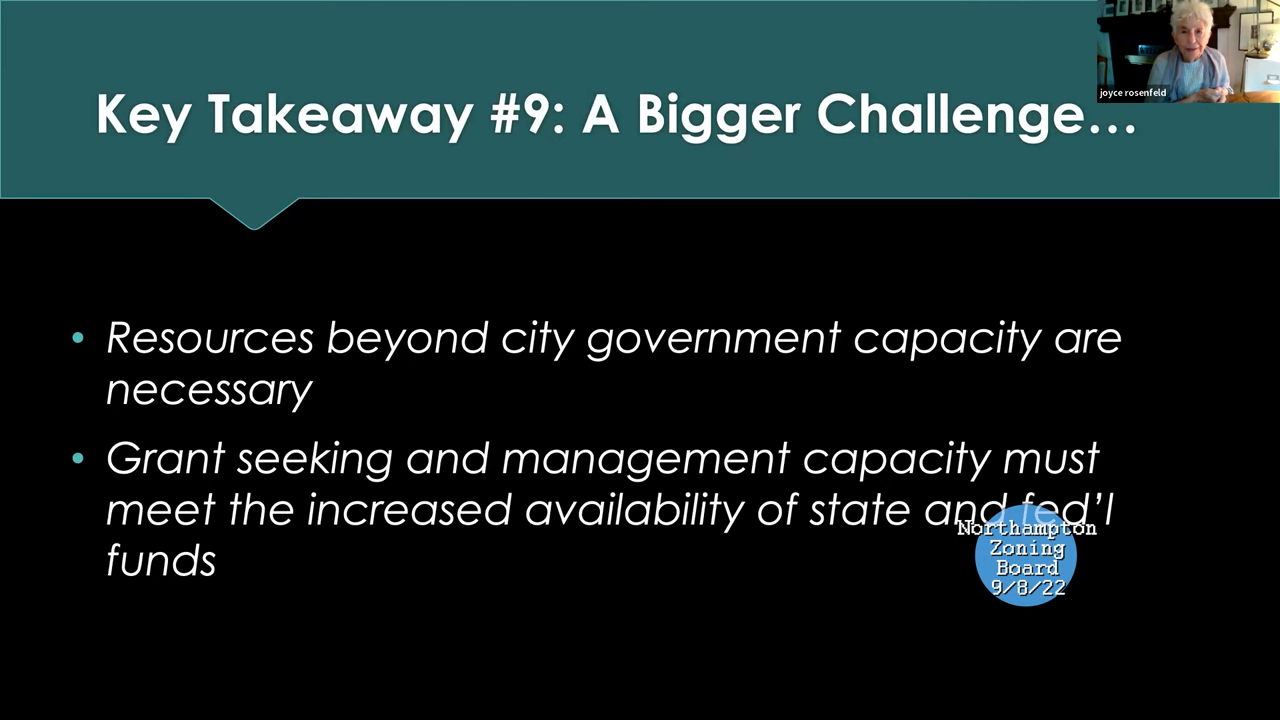 joyce rosenfeld
Key Takeaway #9: A Bigger Challenge…
• Resources beyond city government capacity are
necessary
• Grant seeking and management capacity must
meet the increased availability of state and fed’l
funds
Northampton
Zoning
Board
9/8/22